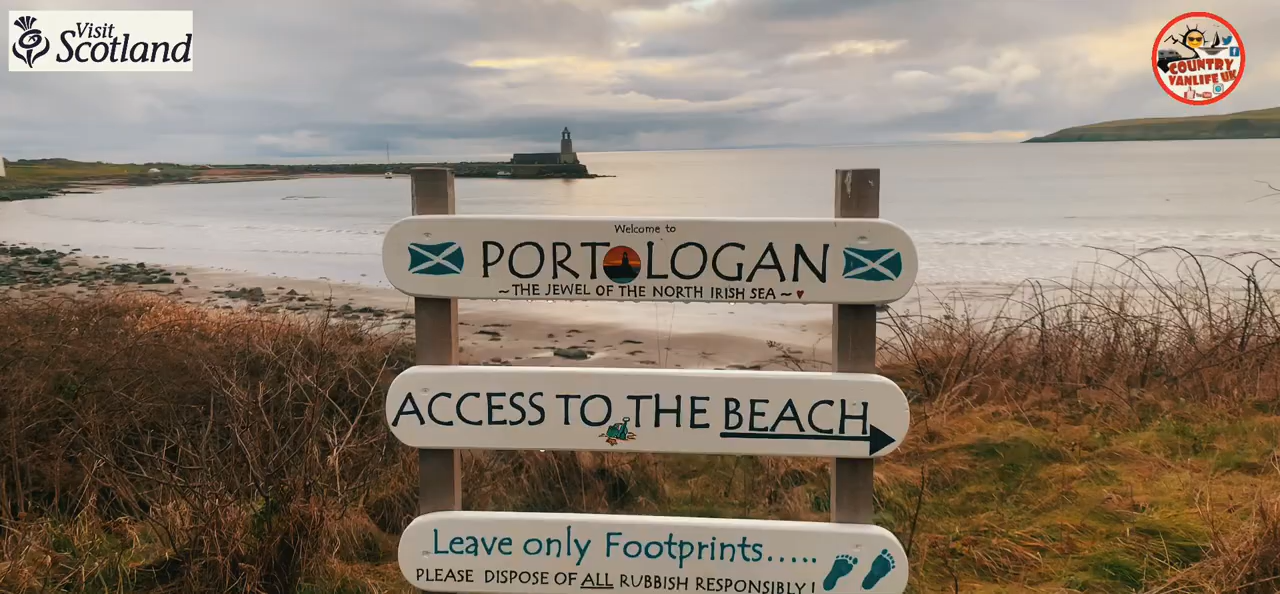 Visit
Scotland
COUNTRY
VANLIFE UK
Welcome to
PORT LOGAN
~THE JEWEL OF THE NORTH IRISH SEA~
ACCESS TO THE BEACH
Leave only Footprints.....
PLEASE DISPOSE OF ALL RUBBISH RESPONSIBLY!